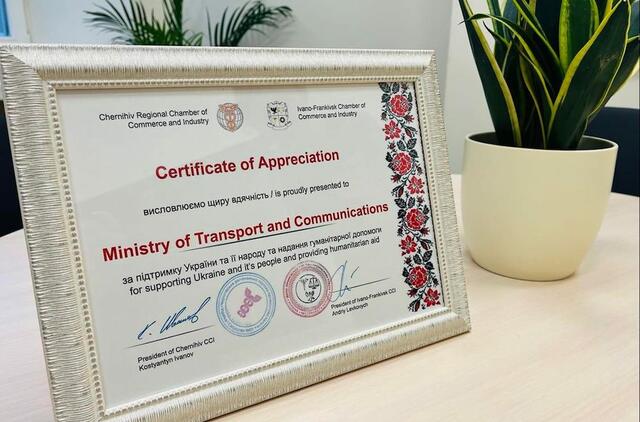 Chernihiv Regional Chamber of
Commerce and Industry
Ivano-Frankivsk Chamber of
Commerce and Industry
Certificate of Appreciation
висловлюємо щиру вдячність / is proudly presented to
Ministry of Transport and Communications
за підтримку України та її народу та надання гуманітарної допомоги
for supporting Ukraine and it's people and providing humanitarian aid
President of Chernihiv CCI
Kostyantyn Ivanov
President of Ivano-Frankivsk CCI
Andriy Levkovych